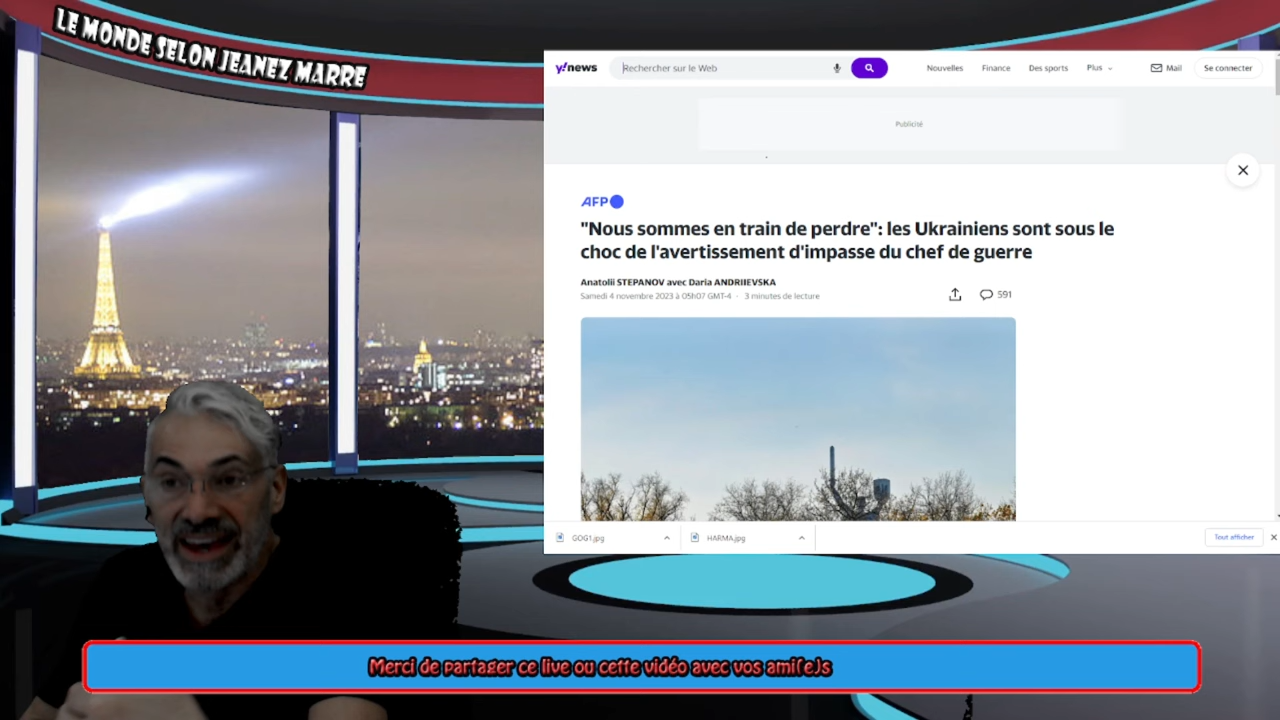 LE MONDE SELON JEANEZ MARRE
y!news
Rechercher sur le Web
Nouvelles
Finance
Des sports
Plus
Mail
Se connecter
Publicité
AFP
"Nous sommes en train de perdre": les Ukrainiens sont sous le
choc de l'avertissement d'impasse du chef de guerre
Anatolii STEPANOV avec Daria ANDRIIEVSKA
Samedi 4 novembre 2023 à 05h07 GMT-4 · 3 minutes de lecture
591
GOG1.jpg
HARMA.jpg
Tout afficher
Merci de partager ce live ou cette vidéo avec vos ami(e)s